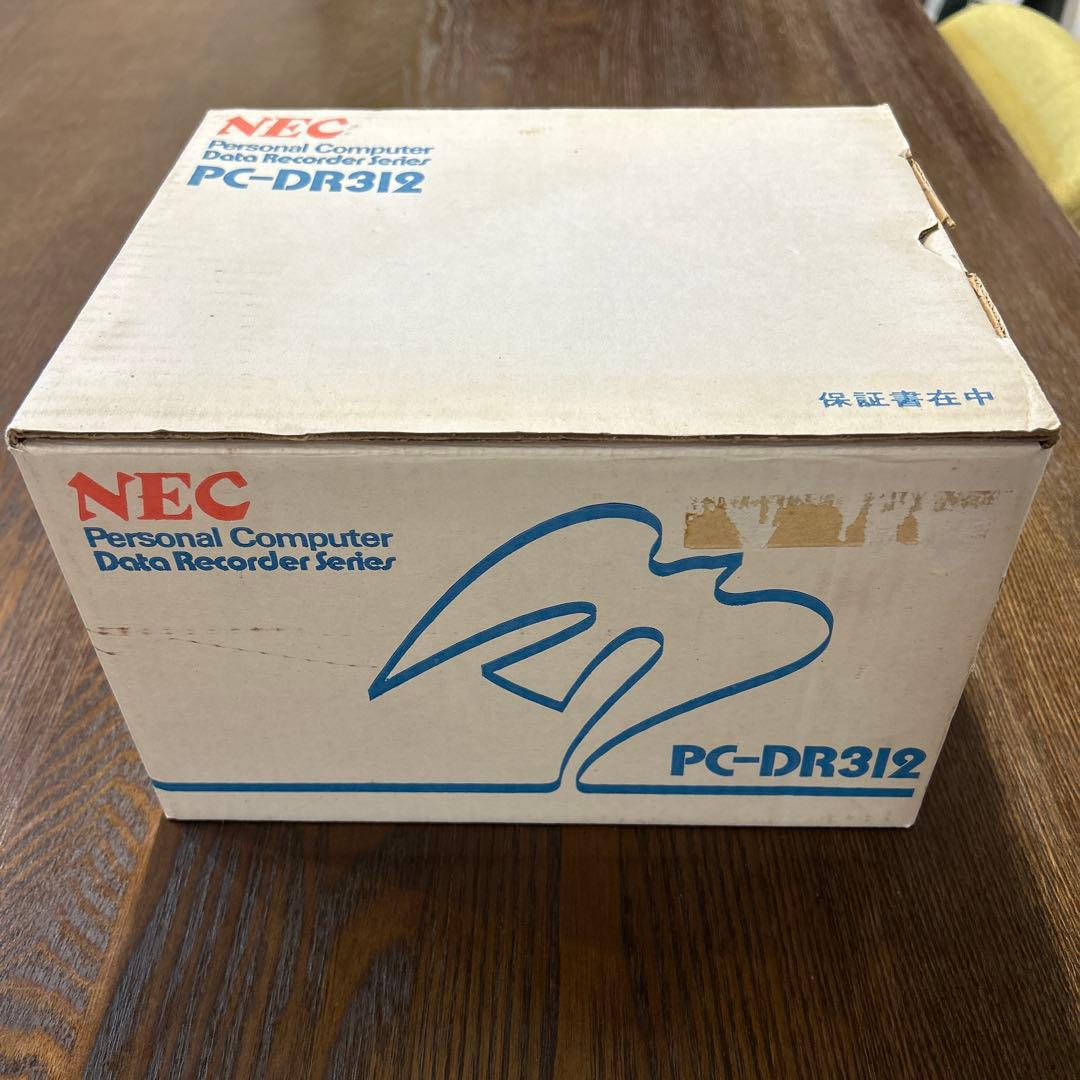 NEC
Personal Computer
Data Recorder Series
PC-DR312
保証書在中
NEC
Personal Computer
Data Recorder Series
PC-DR312